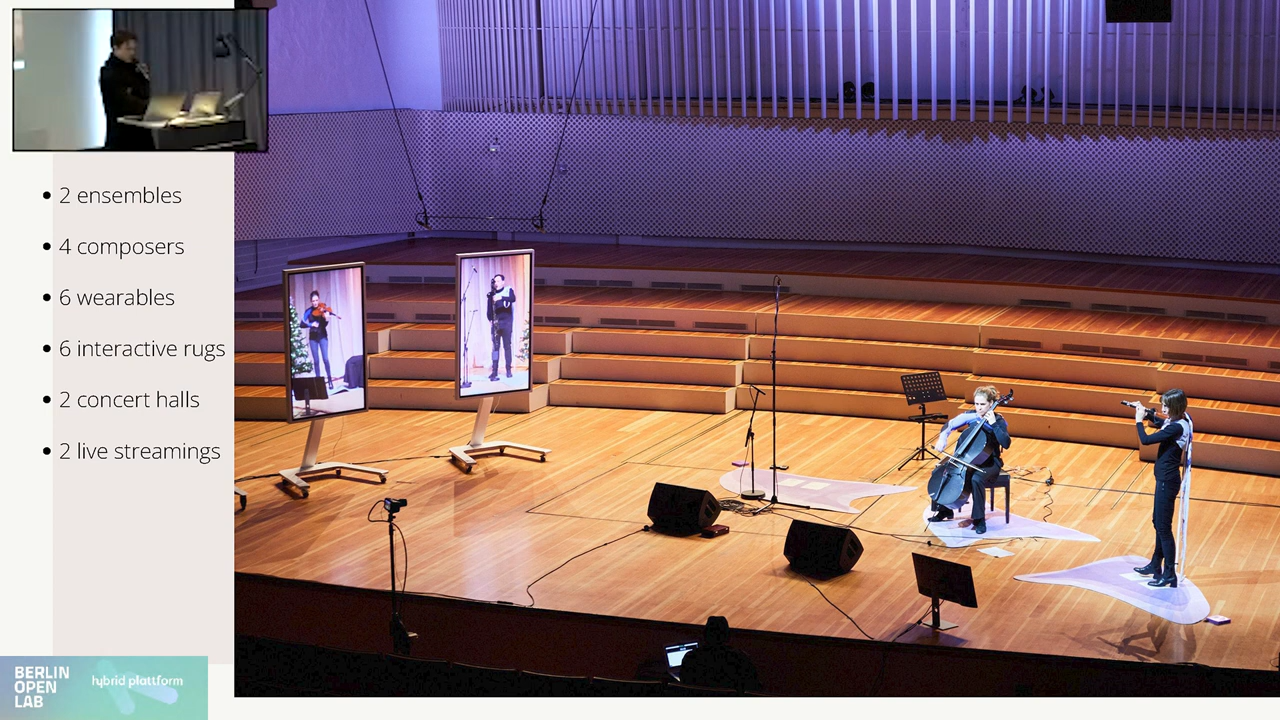 • 2 ensembles
• 4 composers
• 6 wearables
• 6 interactive rugs
• 2 concert halls
• 2 live streamings
BERLIN
OPEN
LAB
hybrid plattform